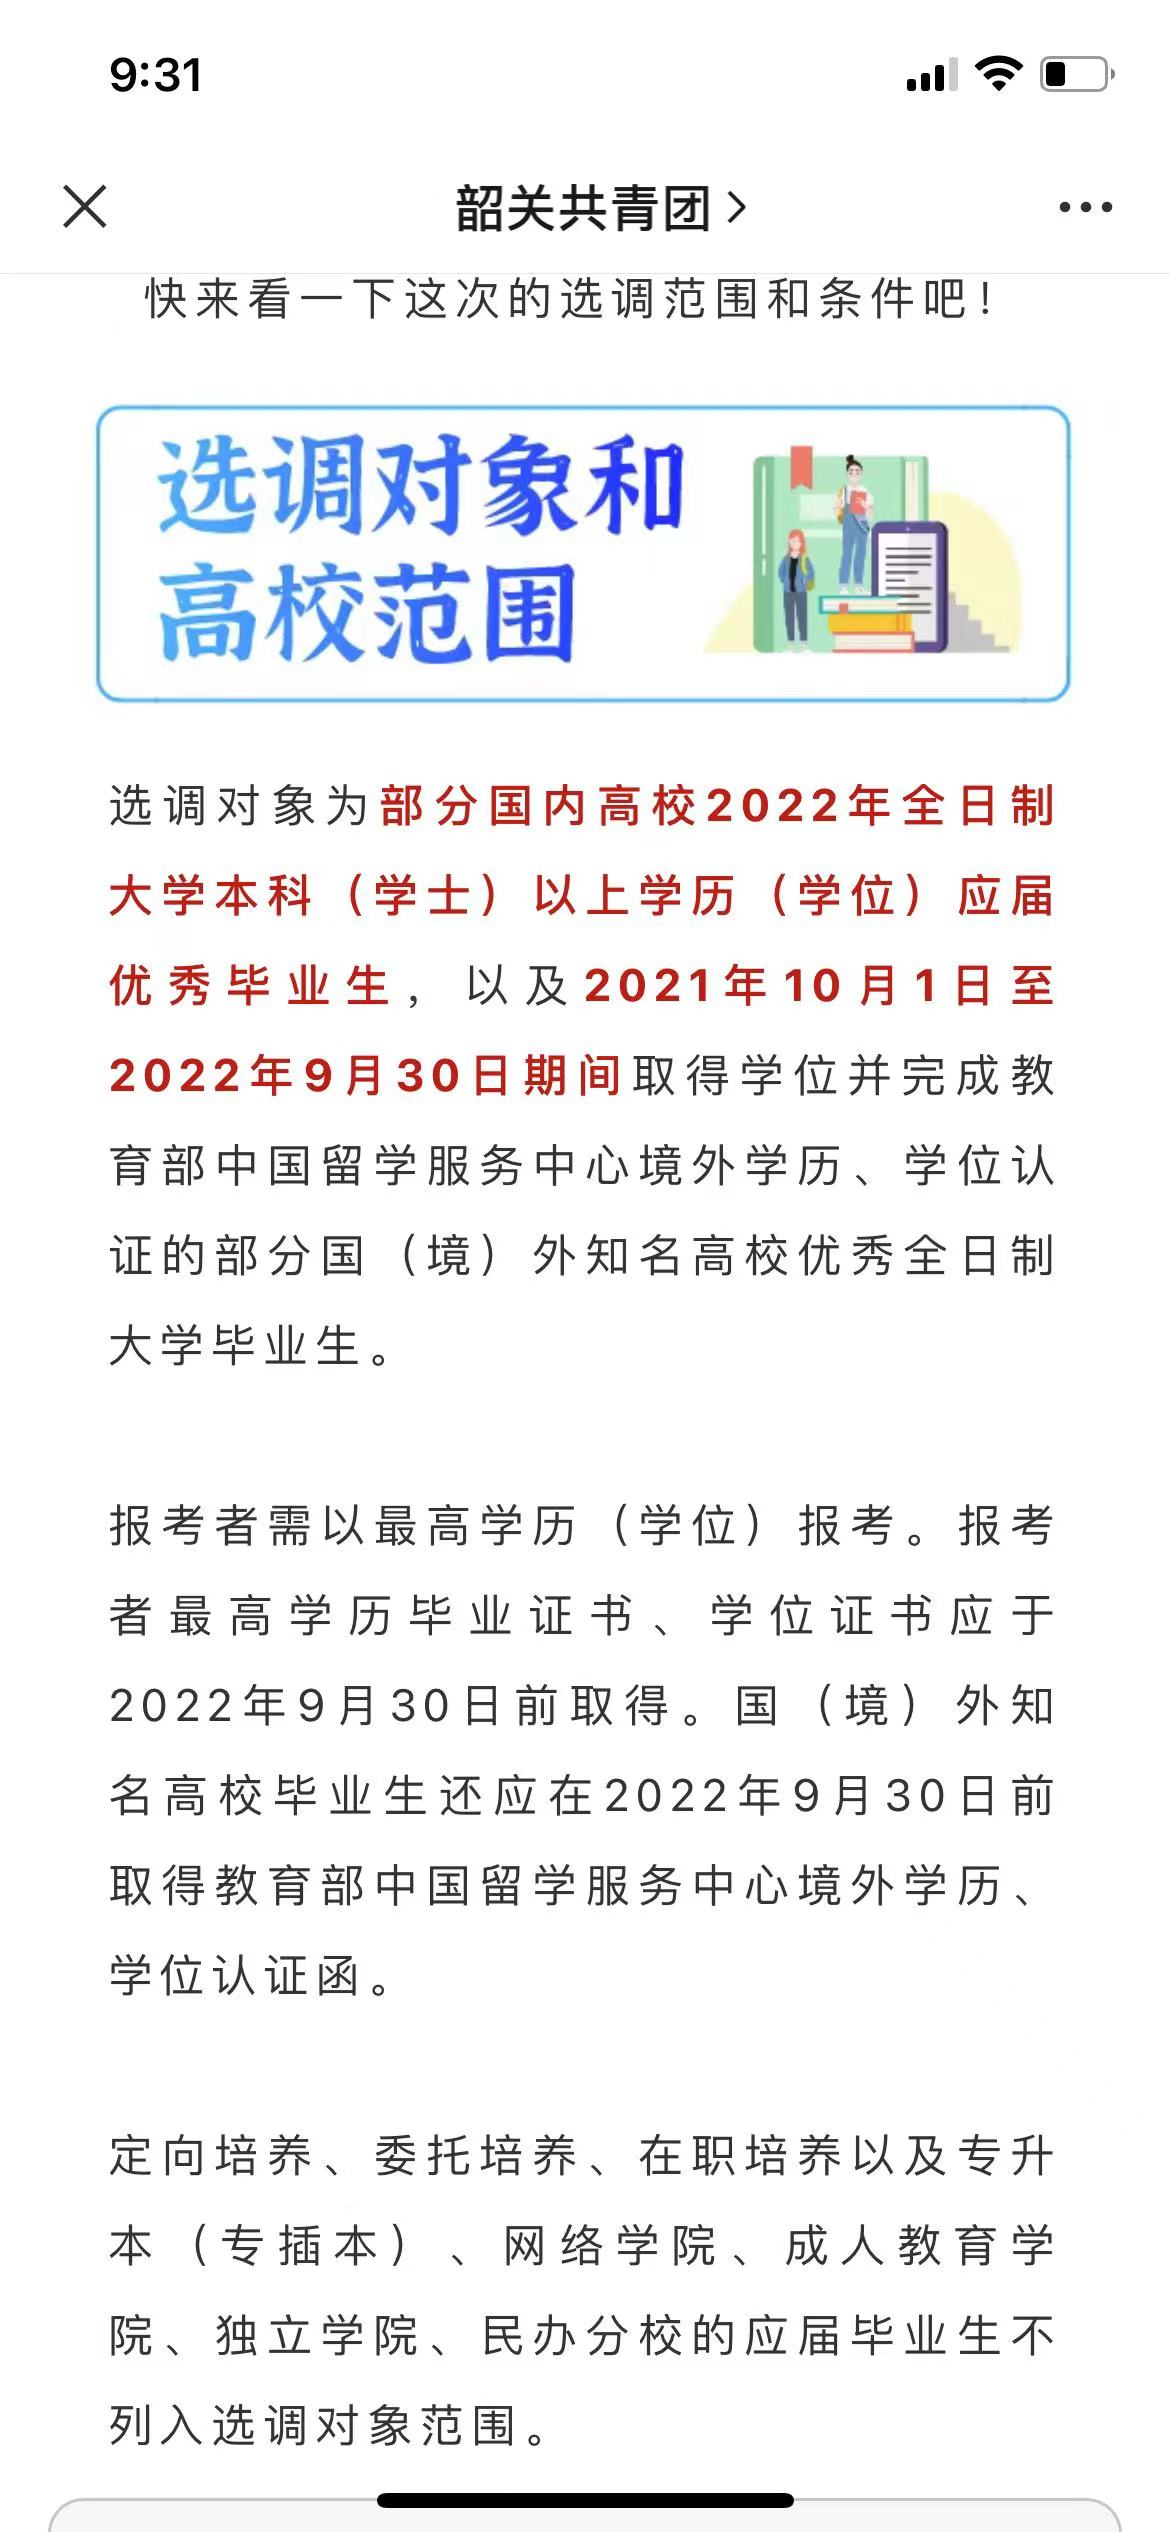 9:31
韶关共青团
快来看一下这次的选调范围和条件吧！
选调对象和
高校范围
选调对象为部分国内高校2022年全日制
大学本科（学士）以上学历（学位）应届
优秀毕业生，以及2021年10月1日至
2022年9月30日期间取得学位并完成教
育部中国留学服务中心境外学历、学位认
证的部分国（境）外知名高校优秀全日制
大学毕业生。
报考者需以最高学历（学位）报考。报考
者最高学历毕业证书、学位证书应于
2022年9月30日前取得。国（境）外知
名高校毕业生还应在2022年9月30日前
取得教育部中国留学服务中心境外学历、
学位认证函。
定向培养、委托培养、在职培养以及专升
本（专插本）、网络学院、成人教育学
院、独立学院、民办分校的应届毕业生不
列入选调对象范围。